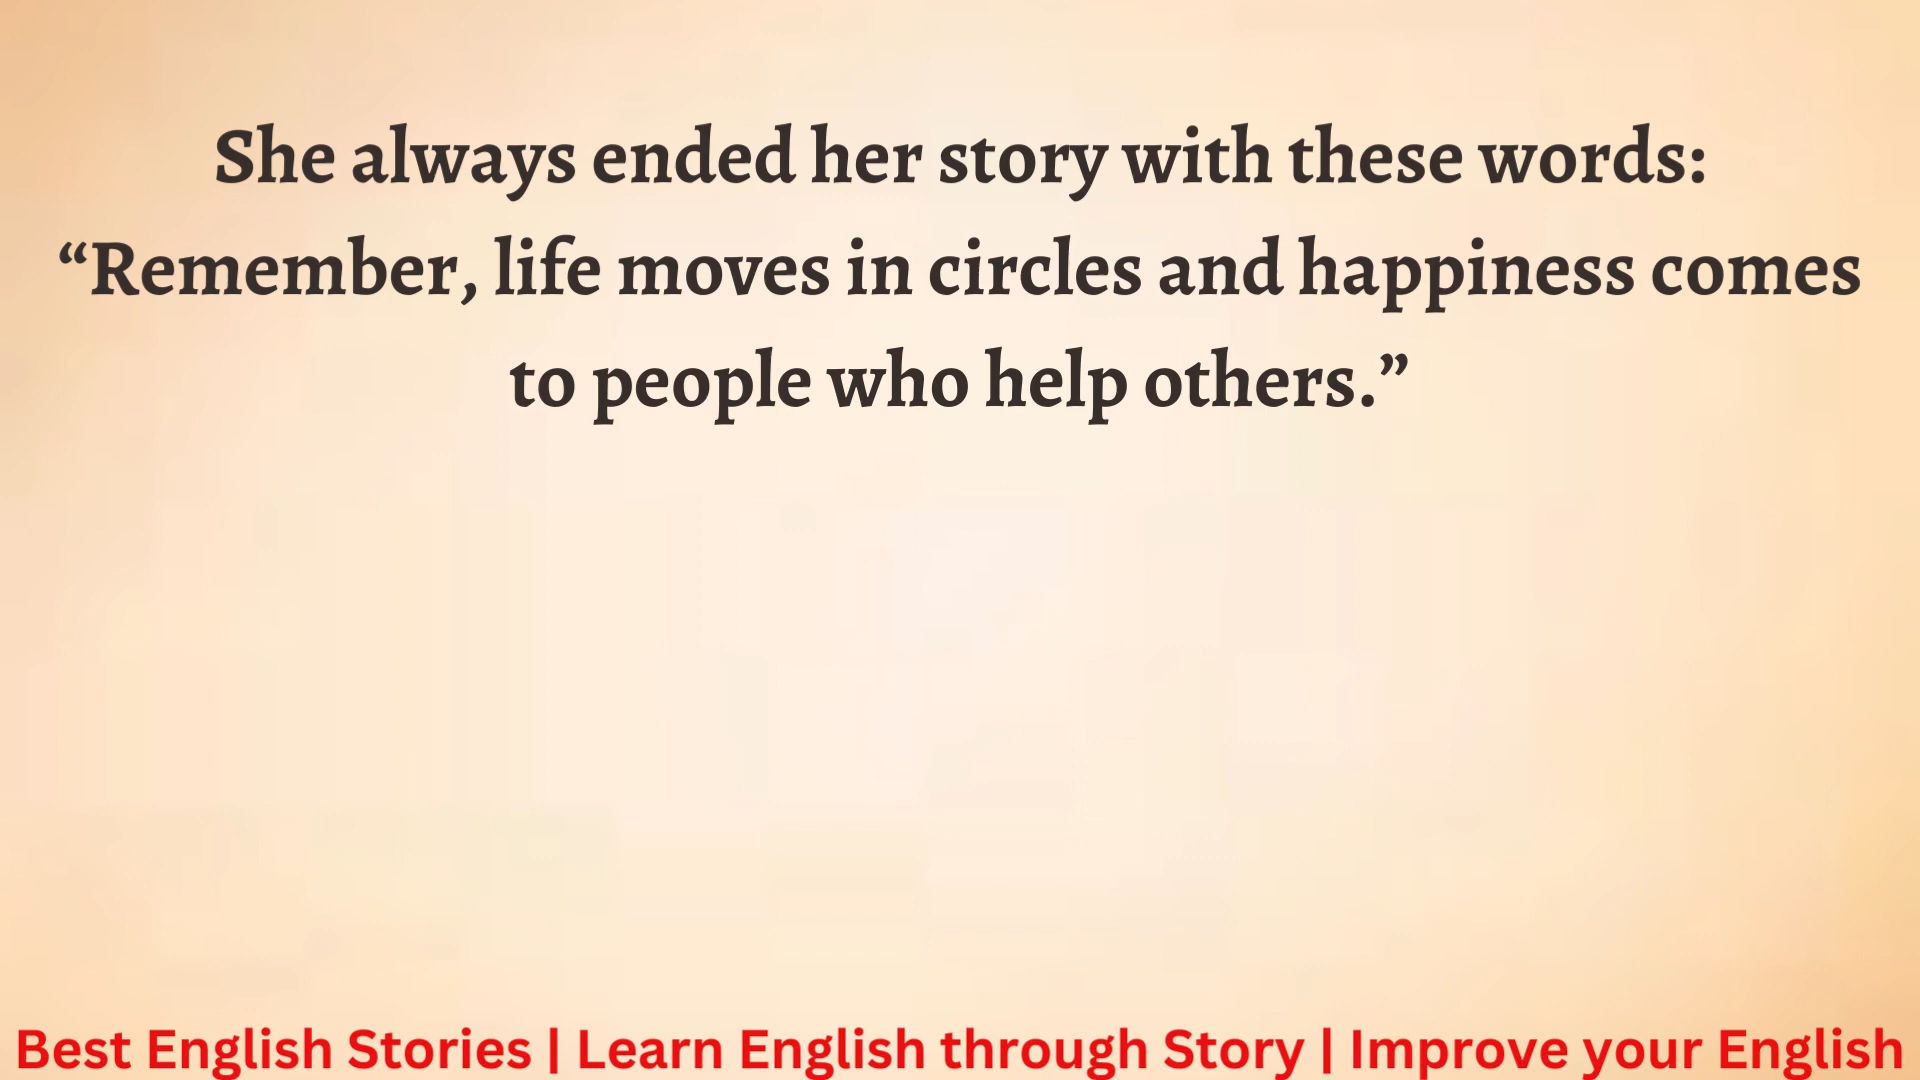 She always ended her story with these words:
“Remember, life moves in circles and happiness comes
to people who help others.”
Best English Stories | Learn English through Story | Improve your English